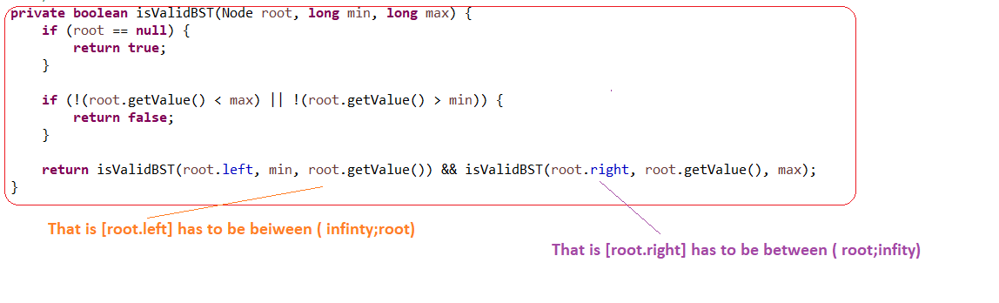 private boolean isValidBST(Node root, long min, long max) {
    if (root == null) {
        return true;
    }
    if (!(root.getValue() < max) || !(root.getValue() > min)) {
        return false;
    }
    return isValidBST(root.left, min, root.getValue()) && isValidBST(root.right, root.getValue(), max);
}
That is [root.left] has to be beiween ( infinty;root)
That is [root.right] has to be between ( root;infity)